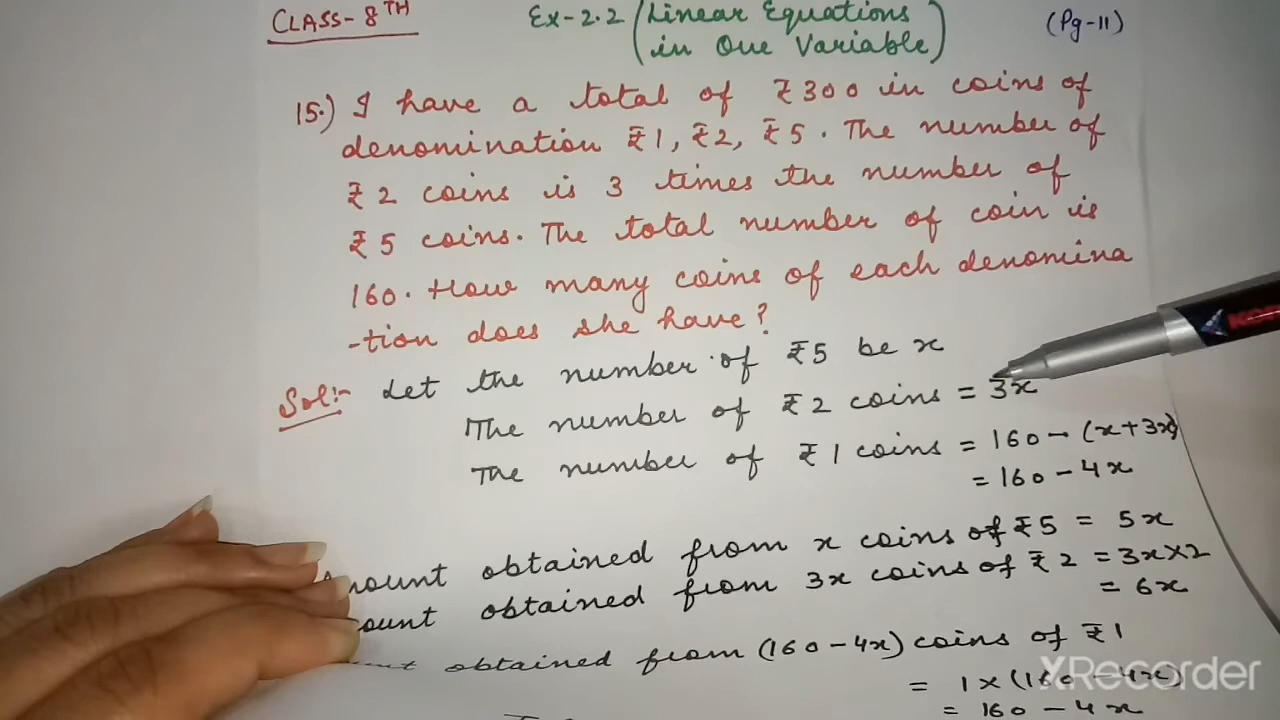 CLASS-8TH
Ex-2.2 (Linear Equations
in One Variable)
(Pg-11)
15.) I have a total of ₹300 in coins of
denomination ₹1, ₹2, ₹5. The number of
₹2 coins is 3 times the number of
₹5 coins. The total number of coin is
160. How many coins of each denomina
-tion does she have?
Sol:- Let the number of ₹5 be x
The number of ₹2 coins = 3x
The number of ₹1 coins = 160-(x+3x)
= 160-4x
mount obtained from x coins of ₹5 = 5x
ount obtained from 3x coins of ₹2 = 3x×2
= 6x
obtained from (160-4x) coins of ₹1
= 1×(160-4x)
= 160-4x
XRecorder